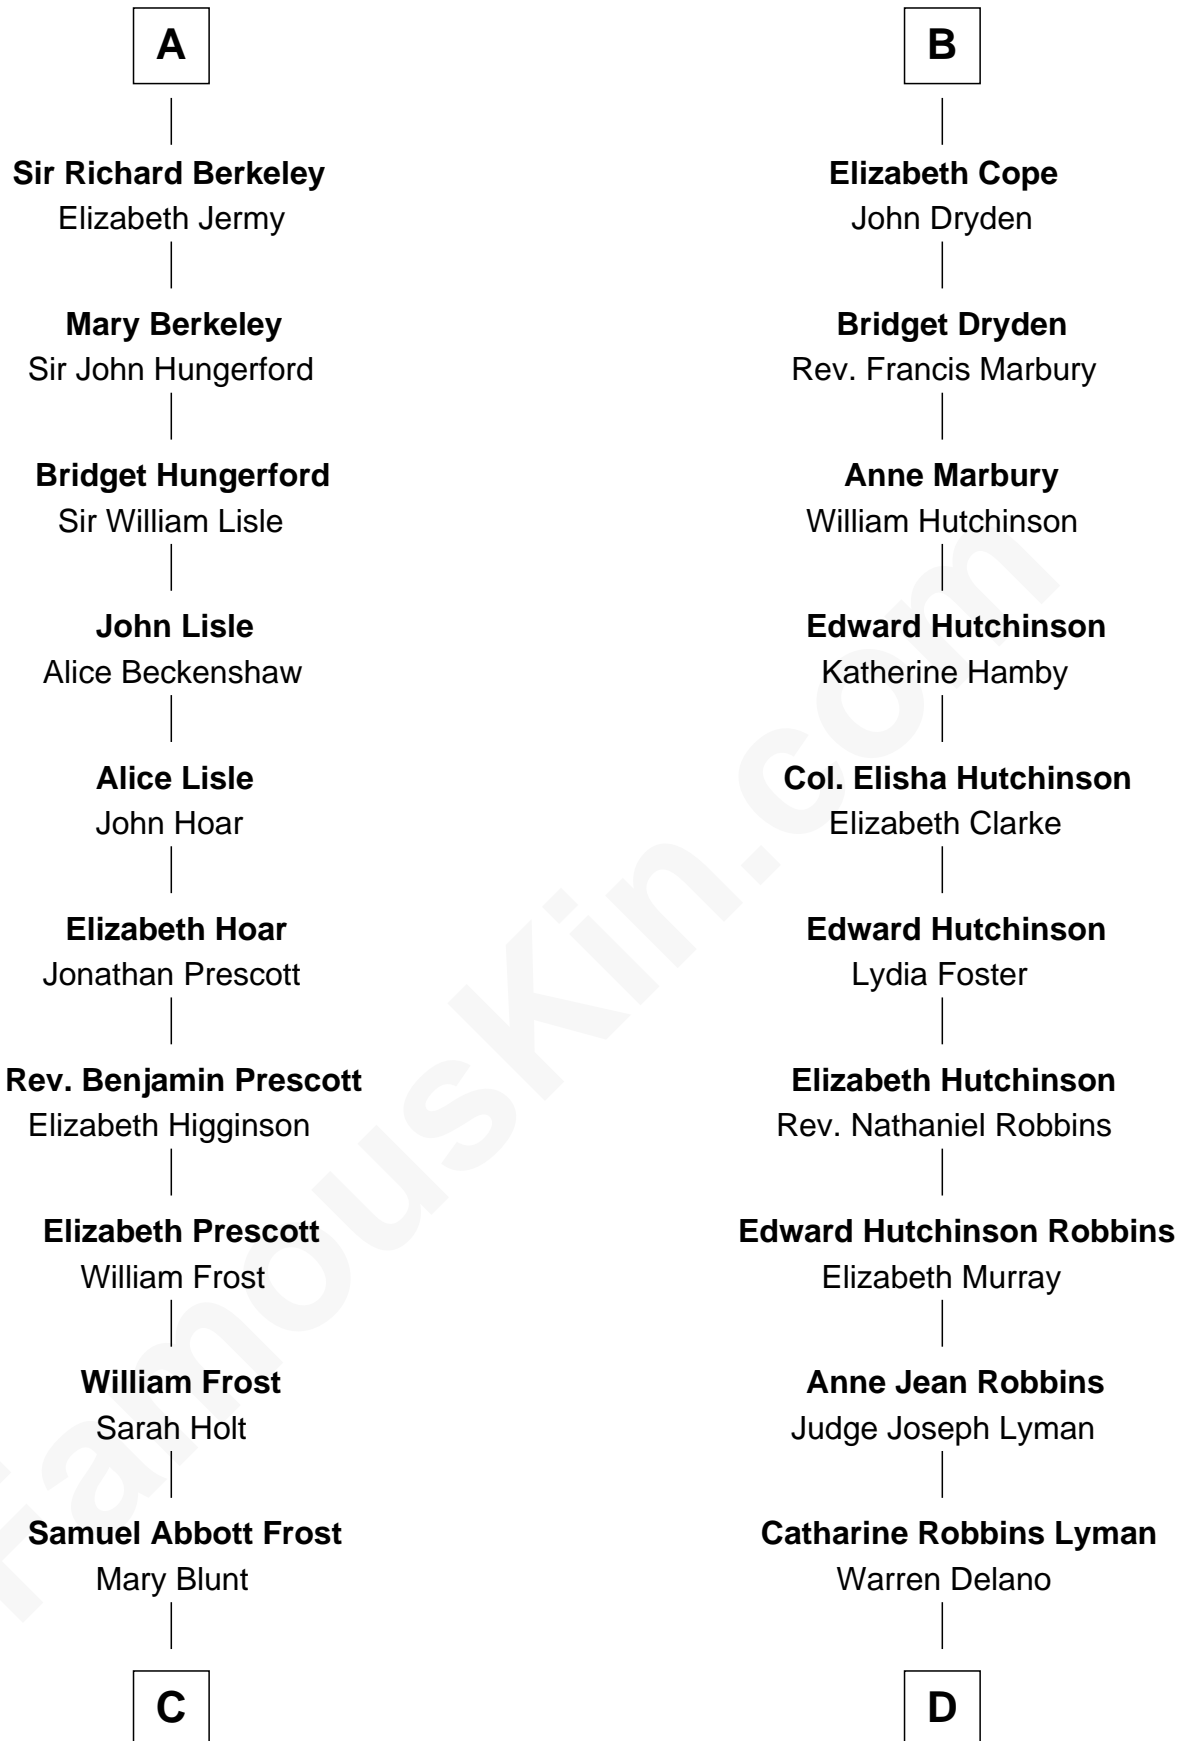 A
Sir Richard Berkeley
Elizabeth Jermy
Mary Berkeley
Sir John Hungerford
Bridget Hungerford
Sir William Lisle
John Lisle
Alice Beckenshaw
Alice Lisle
John Hoar
Elizabeth Hoar
Jonathan Prescott
Rev. Benjamin Prescott
Elizabeth Higginson
Elizabeth Prescott
William Frost
William Frost
Sarah Holt
Samuel Abbott Frost
Mary Blunt
C
B
Elizabeth Cope
John Dryden
Bridget Dryden
Rev. Francis Marbury
Anne Marbury
William Hutchinson
Edward Hutchinson
Katherine Hamby
Col. Elisha Hutchinson
Elizabeth Clarke
Edward Hutchinson
Lydia Foster
Elizabeth Hutchinson
Rev. Nathaniel Robbins
Edward Hutchinson Robbins
Elizabeth Murray
Anne Jean Robbins
Judge Joseph Lyman
Catharine Robbins Lyman
Warren Delano
D
FamousKin.com